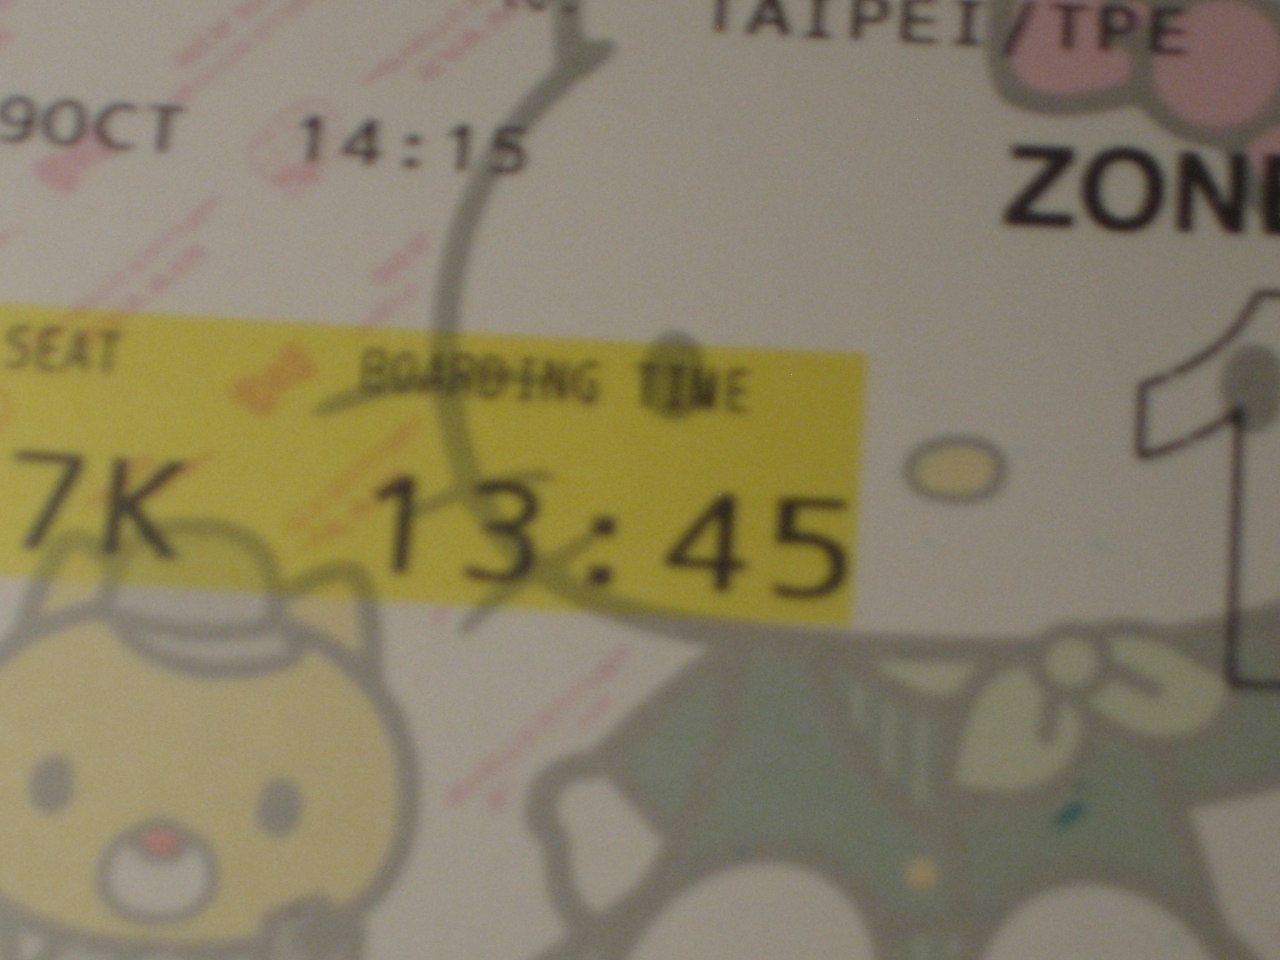 TAIPEI/TPE
9OCT 14:15
ZONE
1
SEAT BOARDING TIME
7K 13:45